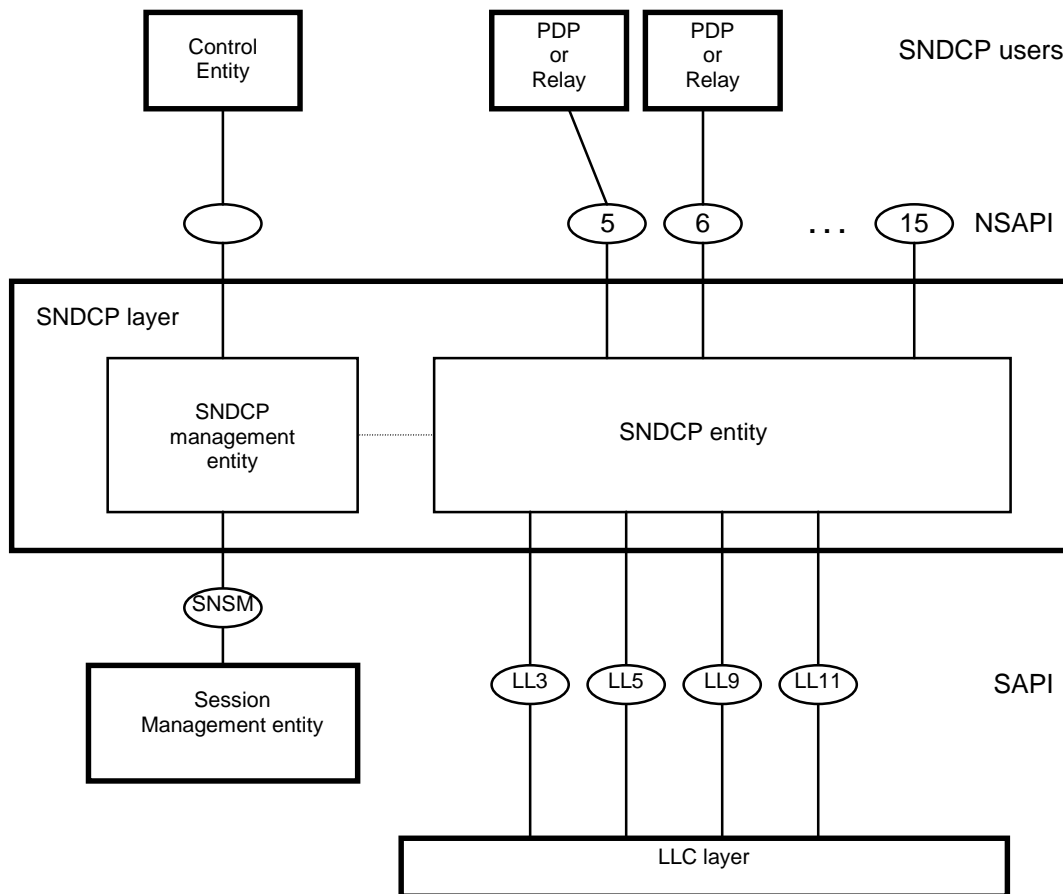 Control
Entity
PDP
or
Relay
PDP
or
Relay
SNDCP users
5
6
. . .
15
NSAPI
SNDCP layer
SNDCP
management
entity
SNDCP entity
SNSM
LL3
LL5
LL9
LL11
SAPI
Session
Management entity
LLC layer